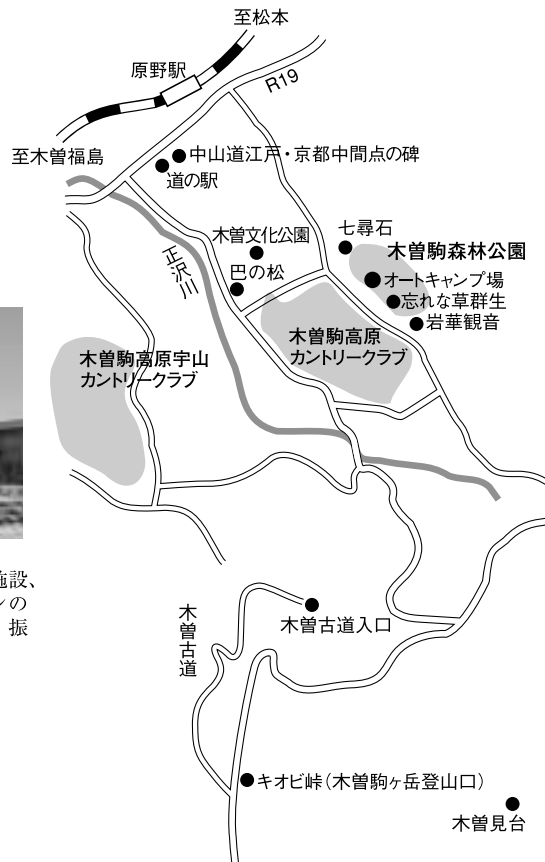 至松本
原野駅
R19
至木曽福島
中山道江戸・京都中間点の碑
道の駅
七尋石
木曽文化公園
木曽駒森林公園
正沢川
オートキャンプ場
巴の松
忘れな草群生
岩華観音
木曽駒高原
カントリークラブ
木曽駒高原宇山
カントリークラブ
施設、
ンの
振
木曽古道
木曽古道入口
キオビ峠（木曽駒ヶ岳登山口）
木曽見台